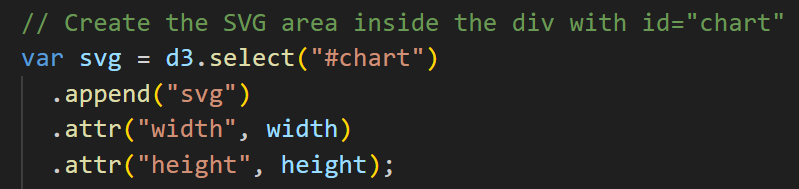 // Create the SVG area inside the div with id="chart"
var svg = d3.select("#chart")
.append("svg")
.attr("width", width)
.attr("height", height);